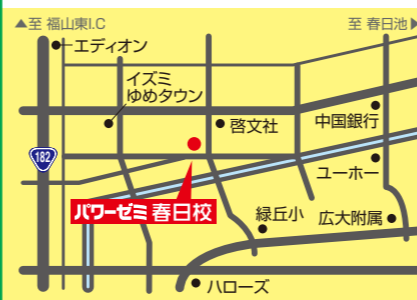 ▲至 福山東I.C
至 春日池▶
エディオン
イズミ
ゆめタウン
啓文社
中国銀行
182
ユーホー
パワーゼミ 春日校
緑丘小
広大附属
ハローズ